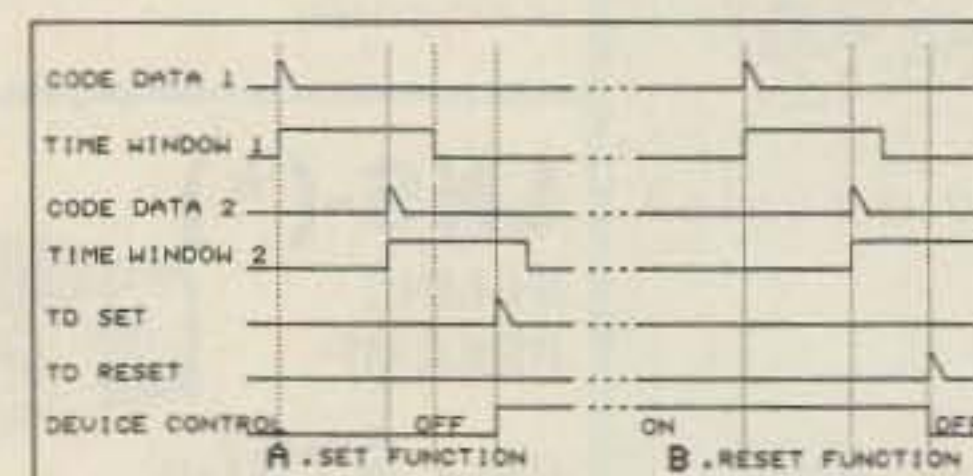 CODE DATA 1
TIME WINDOW 1
CODE DATA 2
TIME WINDOW 2
TO SET
TO RESET
DEVICE CONTROL OFF ON OFF
A.SET FUNCTION B.RESET FUNCTION